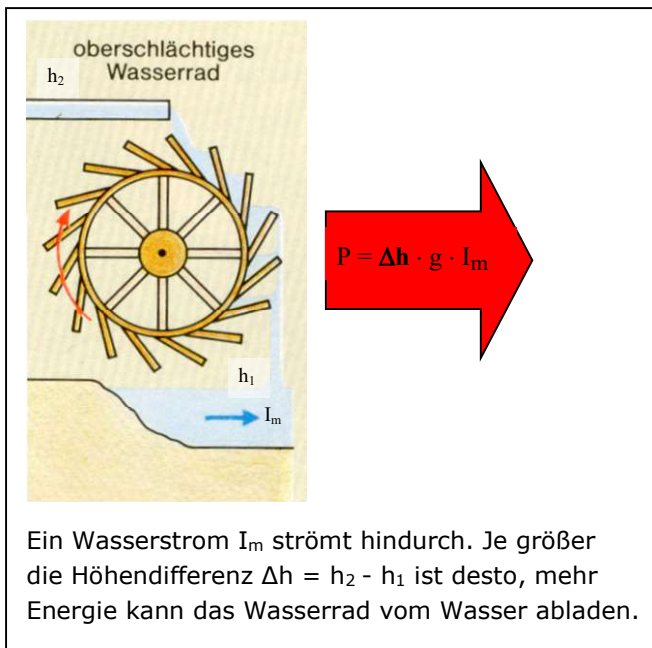 oberschlächtiges
Wasserrad
h₂
P = Δh · g · Iₘ
h₁
Iₘ
Ein Wasserstrom Iₘ strömt hindurch. Je größer
die Höhendifferenz Δh = h₂ - h₁ ist desto, mehr
Energie kann das Wasserrad vom Wasser abladen.